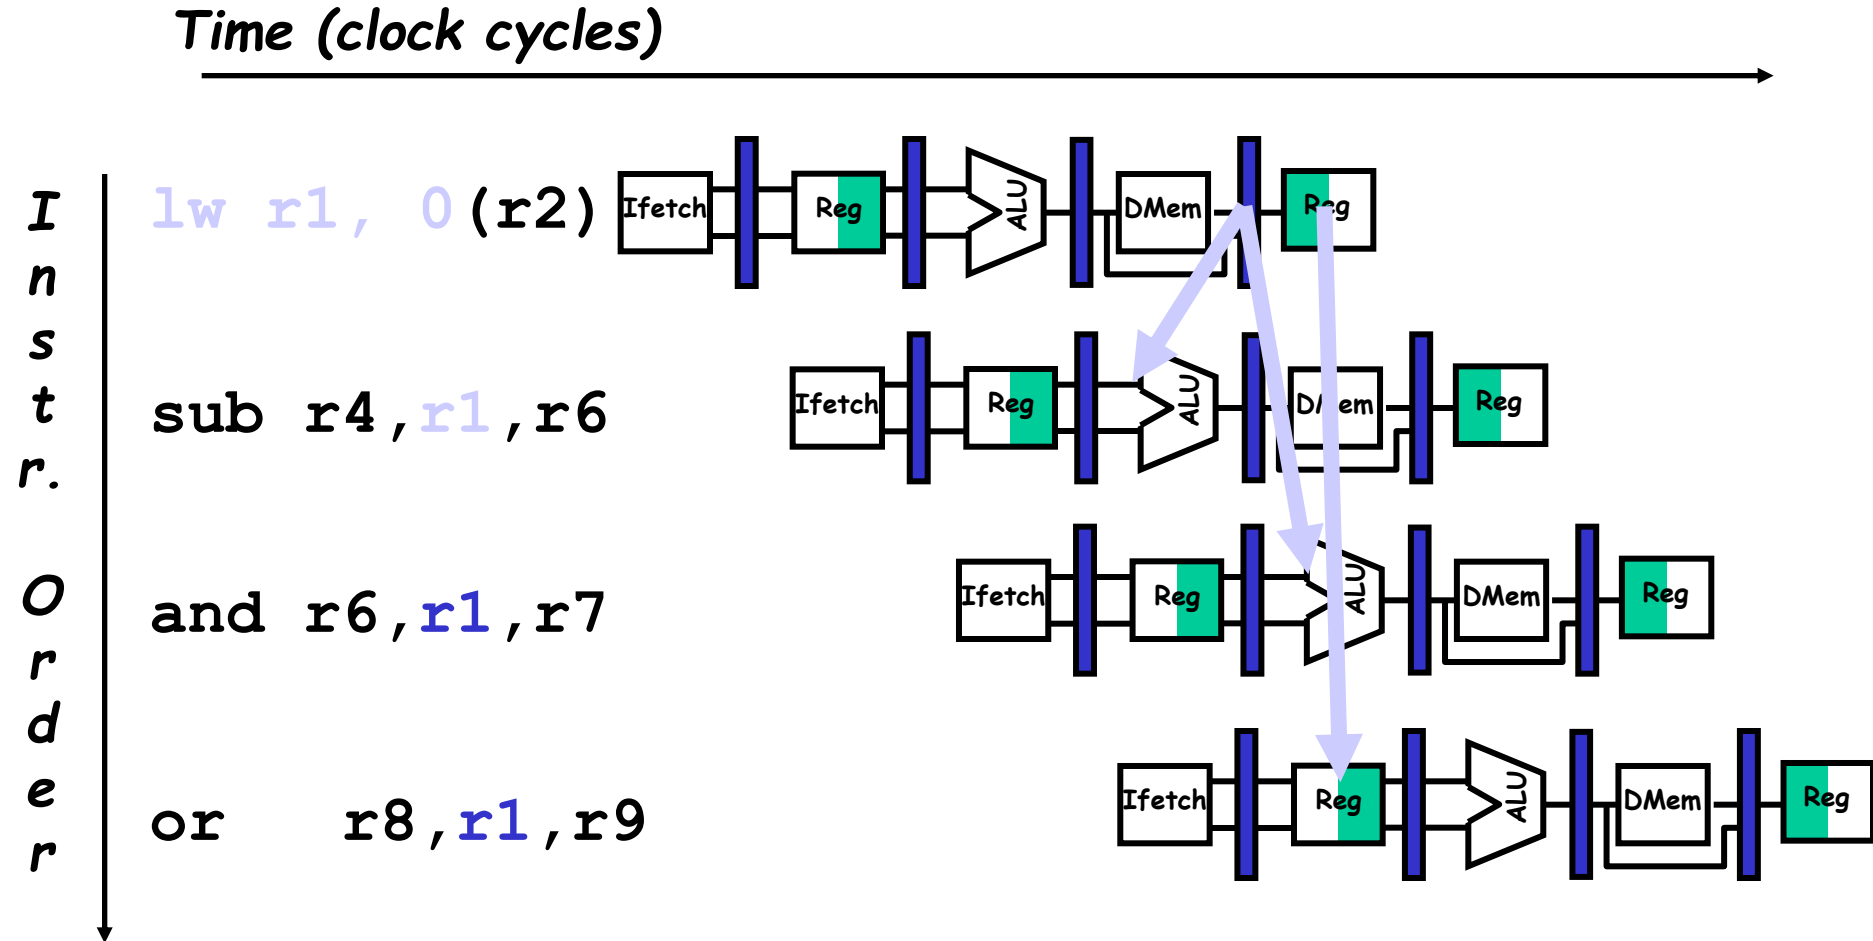 Time (clock cycles)
Instr. Order
lw r1, 0(r2)
Ifetch Reg ALU DMem Reg
sub r4,r1,r6
Ifetch Reg ALU DMem Reg
and r6,r1,r7
Ifetch Reg ALU DMem Reg
or r8,r1,r9
Ifetch Reg ALU DMem Reg